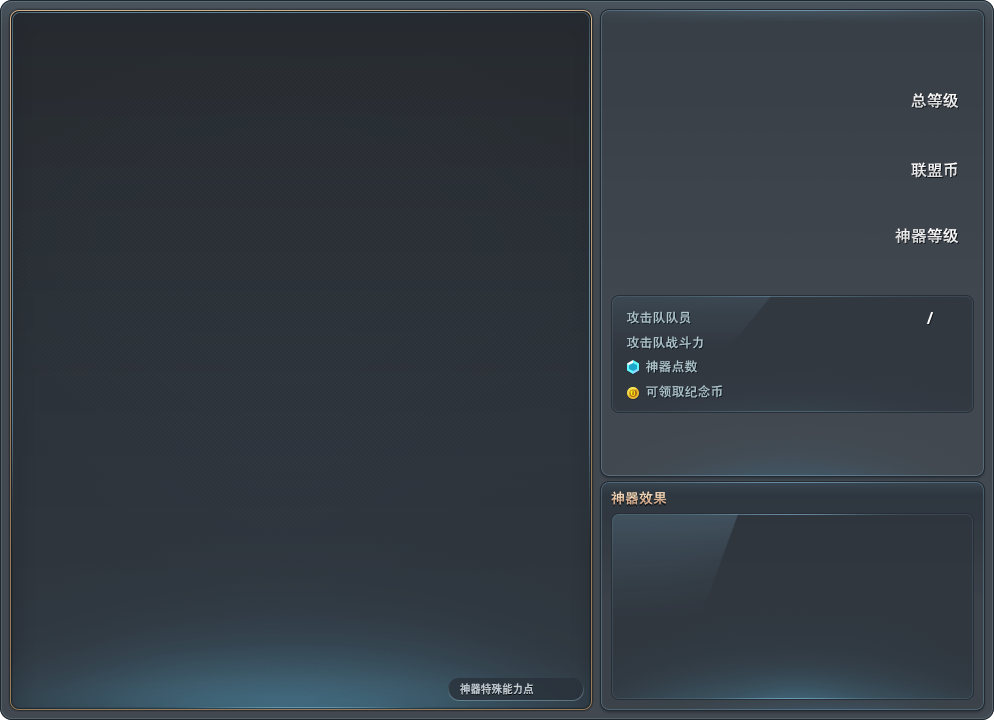 总等级
联盟币
神器等级
攻击队队员 /
攻击队战斗力
神器点数
可领取纪念币
神器效果
神器特殊能力点